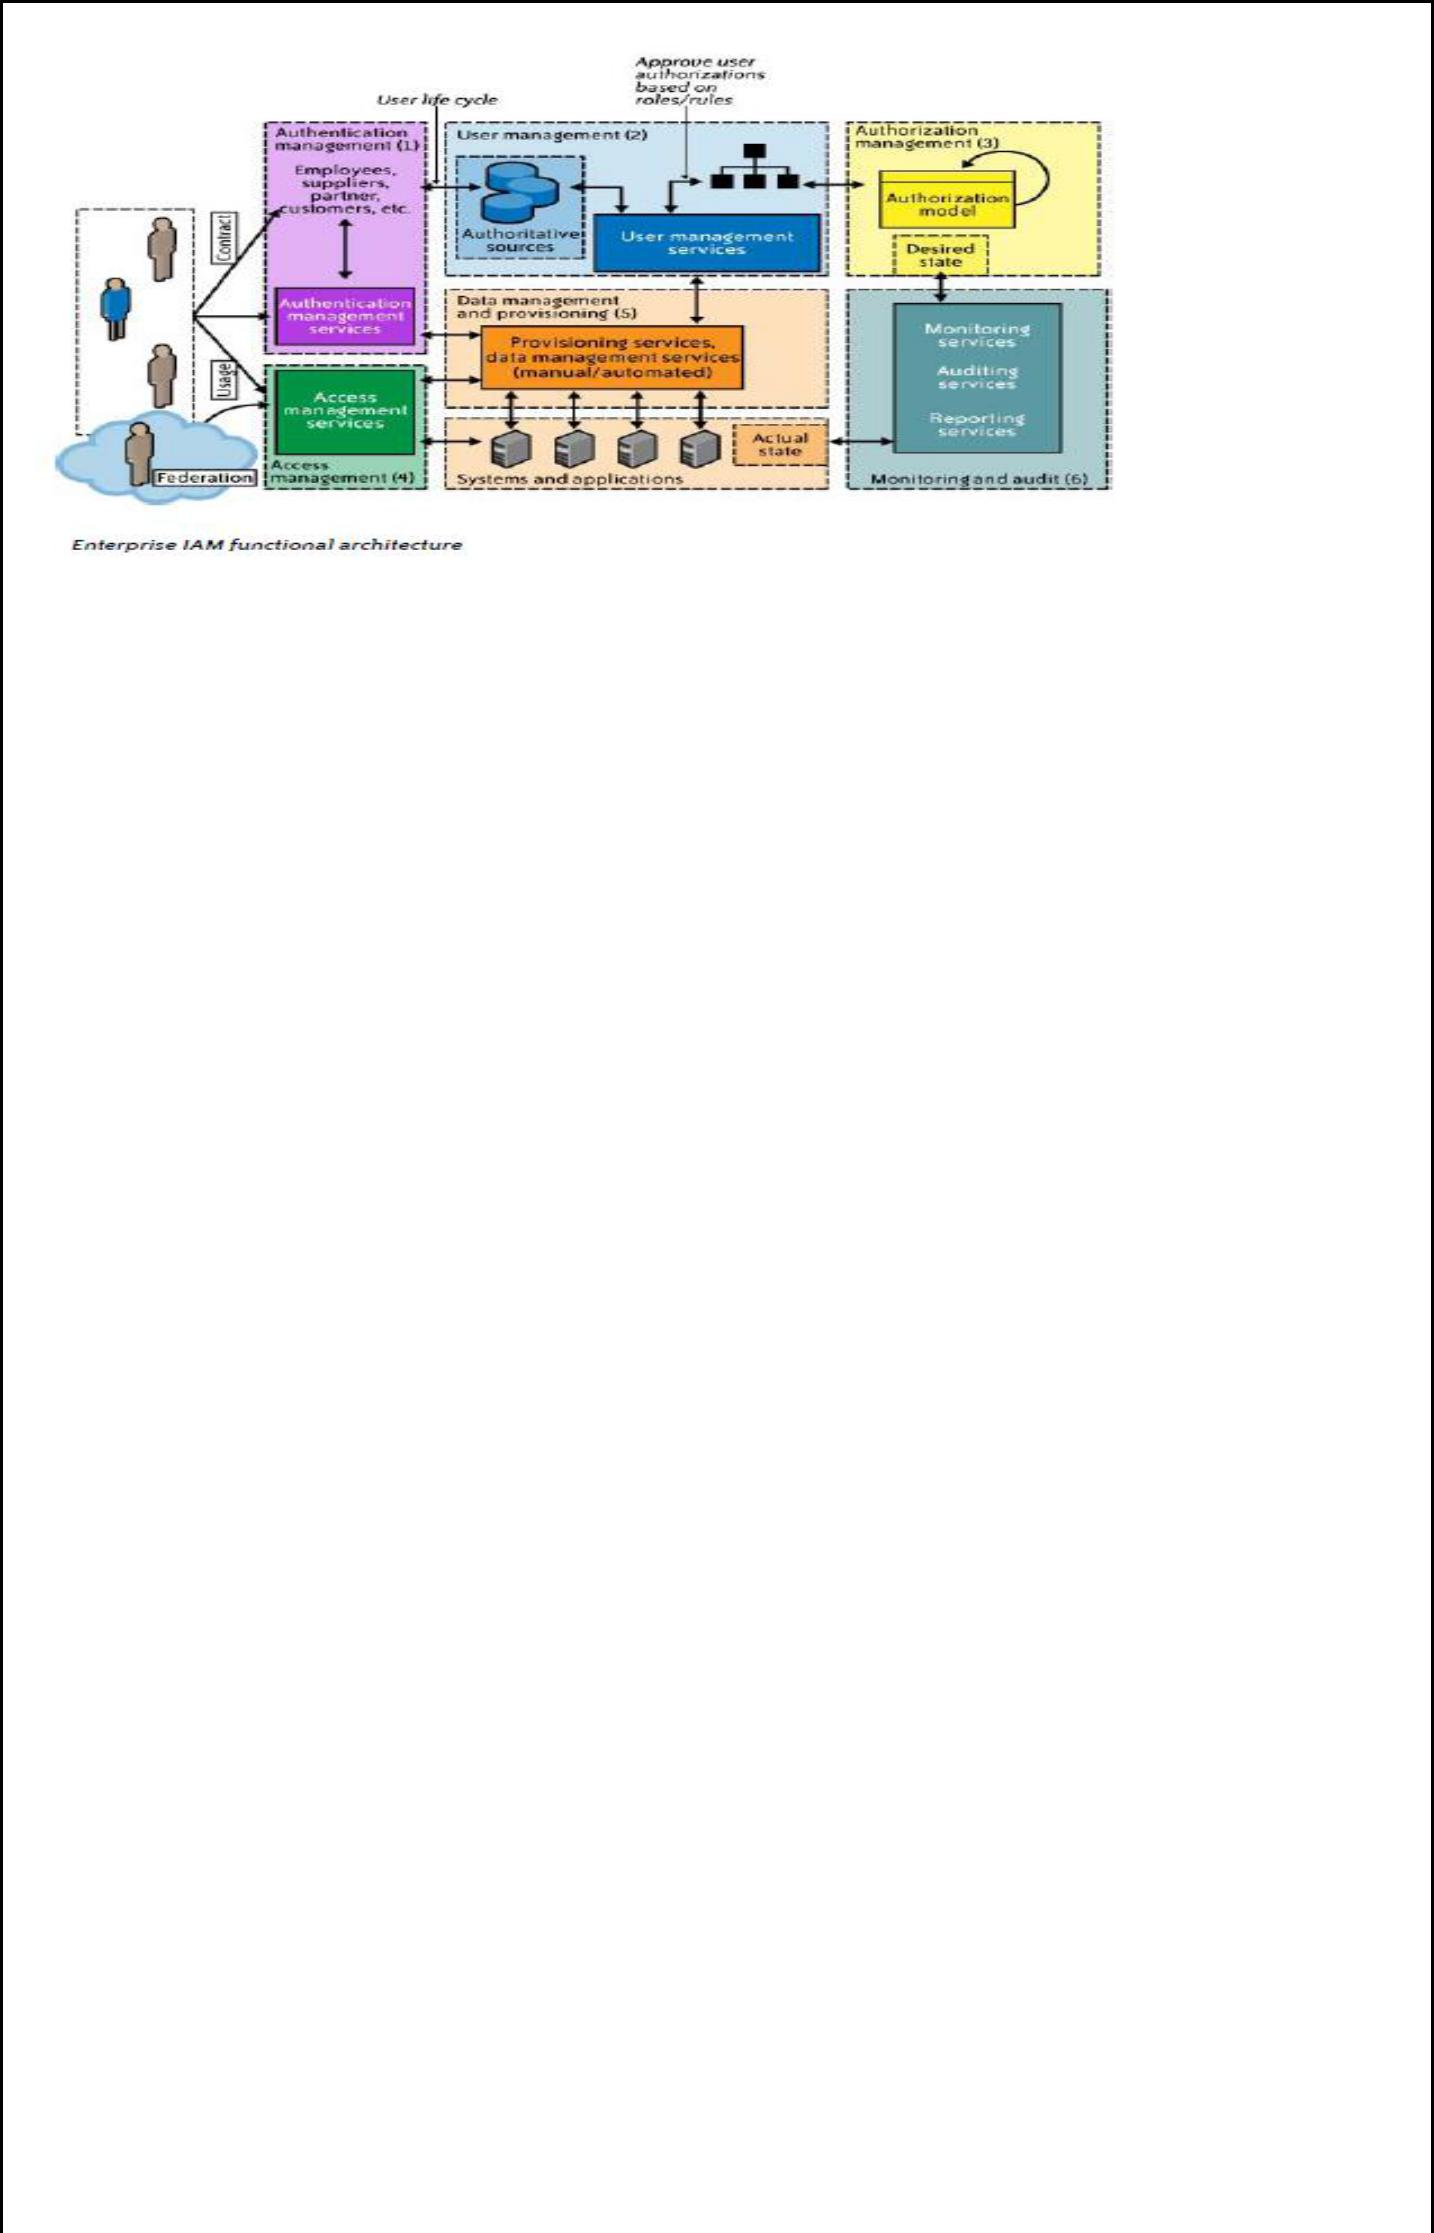 Approve user
authorizations
based on
roles/rules
User life cycle
Authentication
management (1)
Employees,
suppliers,
partner,
customers, etc.
Authentication
management
services
User management (2)
Authoritative
sources
User management
services
Authorization
management (3)
Authorization
model
Desired
state
Contract
Usage
Federation
Access
management
services
Access
management (4)
Data management
and provisioning (5)
Provisioning services,
data management services
(manual/automated)
Actual
state
Systems and applications
Monitoring
services
Auditing
services
Reporting
services
Monitoring and audit (6)
Enterprise IAM functional architecture